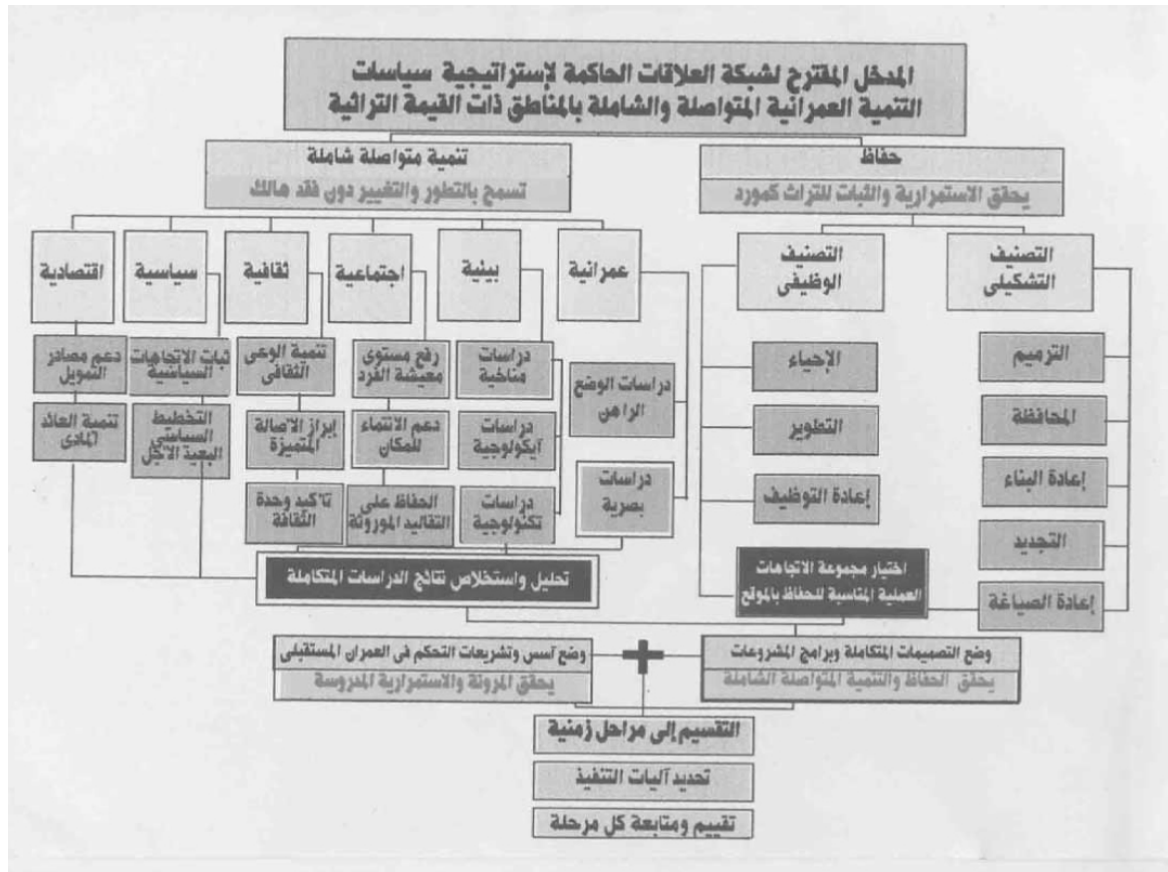 المدخل المقترح لشبكة العلاقات الحاكمة لإستراتيجية سياسات
التنمية العمرانية المتواصلة والشاملة بالمناطق ذات القيمة التراثية
حفاظ
يحقق الاستمرارية والثبات للتراث كمورد
التصنيف
التشكيلى
الترميم
المحافظة
إعادة البناء
التجديد
إعادة الصياغة
التصنيف
الوظيفى
الإحياء
التطوير
إعادة التوظيف
اختيار مجموعة الاتجاهات
العملية المناسبة للحفاظ بالموقع
تنمية متواصلة شاملة
تسمح بالتطور والتغيير دون فقد هالك
عمرانية
دراسات الوضع
الراهن
دراسات
بصرية
بيئية
دراسات
مناخية
دراسات
أيكولوجية
دراسات
تكنولوجية
اجتماعية
رفع مستوى
معيشة الفرد
دعم الانتماء
للمكان
الحفاظ على
التقاليد الموروثة
ثقافية
تنمية الوعى
الثقافى
إبراز الاصالة
المتميزة
تأكيد وحدة
الثقافة
سياسية
ثبات الاتجاهات
السياسية
التخطيط
السياسى
البعيد الاجل
اقتصادية
دعم مصادر
التمويل
تنمية العائد
المادى
تحليل واستخلاص نتائج الدراسات المتكاملة
وضع التصميمات المتكاملة وبرامج المشروعات
يحقق الحفاظ والتنمية المتواصلة الشاملة
وضع أسس وتشريعات التحكم فى العمران المستقبلى
يحقق المرونة والاستمرارية المدروسة
التقسيم إلى مراحل زمنية
تحديد آليات التنفيذ
تقييم ومتابعة كل مرحلة